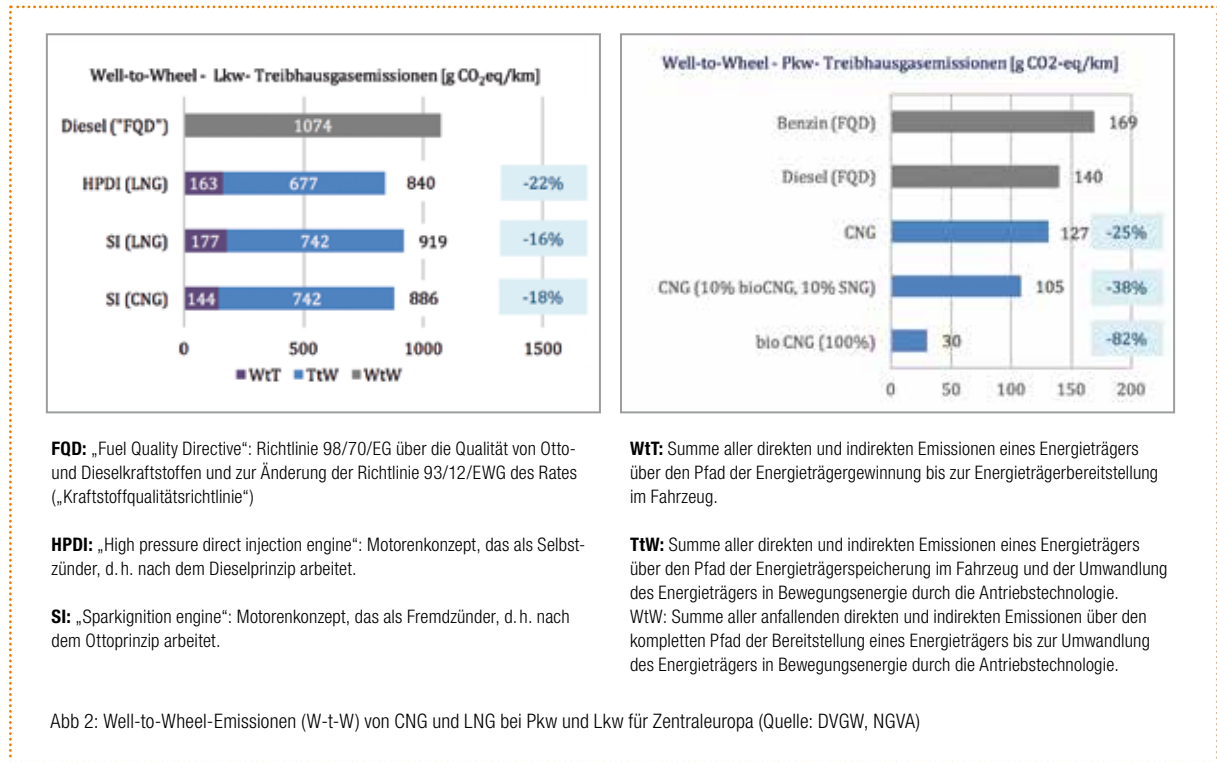 Well-to-Wheel - Lkw- Treibhausgasemissionen [g CO₂eq/km]
0 500 1000 1500
Diesel ("FQD") 1074
HPDI (LNG) 163 677 840 -22%
SI (LNG) 177 742 919 -16%
SI (CNG) 144 742 886 -18%
0 500 1000 1500
WtT TtW WtW
Well-to-Wheel - Pkw- Treibhausgasemissionen [g CO2-eq/km]
Benzin (FQD) 169
Diesel (FQD) 140
CNG 127 -25%
CNG (10% bioCNG, 10% SNG) 105 -38%
bio CNG (100%) 30 -82%
0 50 100 150 200
FQD: „Fuel Quality Directive“: Richtlinie 98/70/EG über die Qualität von Otto-
und Dieselkraftstoffen und zur Änderung der Richtlinie 93/12/EWG des Rates
(„Kraftstoffqualitätsrichtlinie“)
HPDI: „High pressure direct injection engine“: Motorenkonzept, das als Selbst-
zünder, d. h. nach dem Dieselprinzip arbeitet.
SI: „Sparkignition engine“: Motorenkonzept, das als Fremdzünder, d. h. nach
dem Ottoprinzip arbeitet.
WtT: Summe aller direkten und indirekten Emissionen eines Energieträgers
über den Pfad der Energieträgergewinnung bis zur Energieträgerbereitstellung
im Fahrzeug.
TtW: Summe aller direkten und indirekten Emissionen eines Energieträgers
über den Pfad der Energieträgerspeicherung im Fahrzeug und der Umwandlung
des Energieträgers in Bewegungsenergie durch die Antriebstechnologie.
WtW: Summe aller anfallenden direkten und indirekten Emissionen über den
kompletten Pfad der Bereitstellung eines Energieträgers bis zur Umwandlung
des Energieträgers in Bewegungsenergie durch die Antriebstechnologie.
Abb 2: Well-to-Wheel-Emissionen (W-t-W) von CNG und LNG bei Pkw und Lkw für Zentraleuropa (Quelle: DVGW, NGVA)